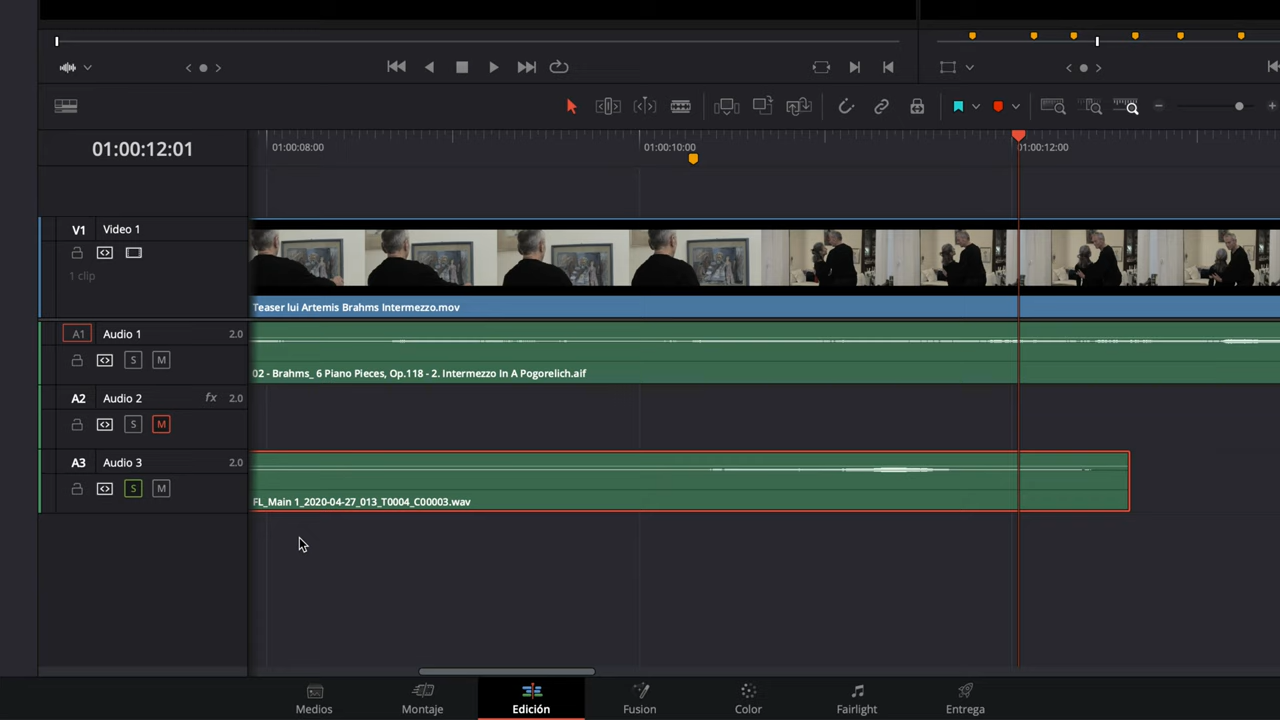 01:00:12:01
01:00:08:00
01:00:10:00
01:00:12:00
V1 Video 1
1 clip
Teaser lui Artemis Brahms Intermezzo.mov
A1 Audio 1 2.0
S M
02 - Brahms_ 6 Piano Pieces, Op.118 - 2. Intermezzo In A Pogorelich.aif
A2 Audio 2 fx 2.0
S M
A3 Audio 3 2.0
S M
FL_Main 1_2020-04-27_013_T0004_C00003.wav
Medios
Montaje
Edición
Fusion
Color
Fairlight
Entrega